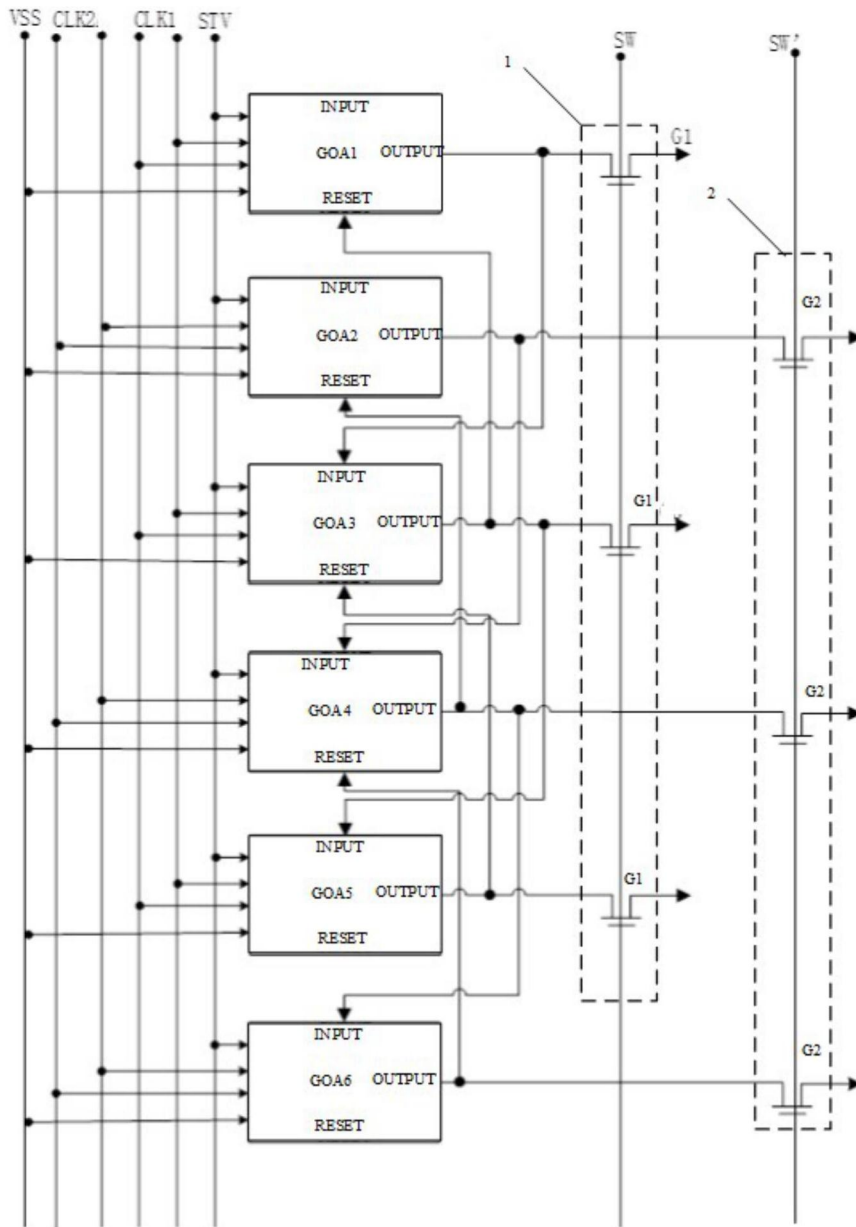 VSS CLK2. CLK1 STV SW SW'
1
INPUT
GOA1 OUTPUT G1
RESET
2
INPUT
GOA2 OUTPUT G2
RESET
INPUT
GOA3 OUTPUT G1
RESET
INPUT
GOA4 OUTPUT G2
RESET
INPUT
GOA5 OUTPUT G1
RESET
INPUT
GOA6 OUTPUT G2
RESET